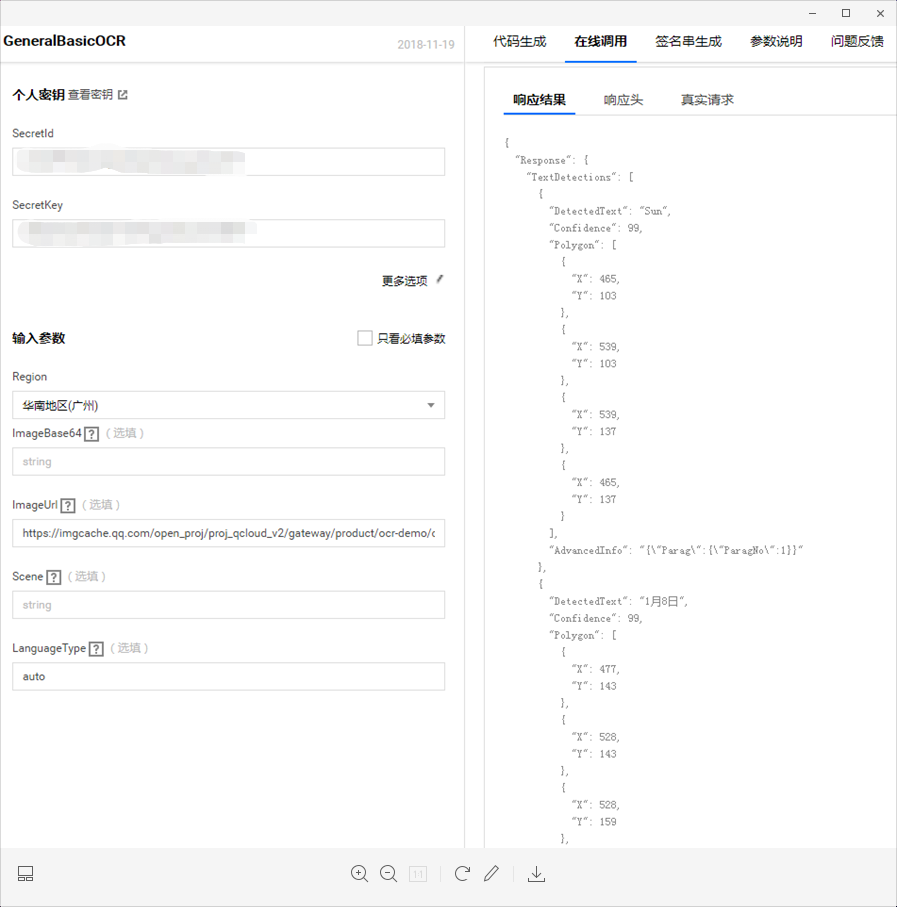 GeneralBasicOCR
2018-11-19
个人密钥 查看密钥
SecretId
SecretKey
更多选项
输入参数
只看必填参数
Region
华南地区(广州)
ImageBase64 ? (选填)
string
ImageUrl ? (选填)
https://imgcache.qq.com/open_proj/proj_qcloud_v2/gateway/product/ocr-demo/c
Scene ? (选填)
string
LanguageType ? (选填)
auto
代码生成 在线调用 签名串生成 参数说明 问题反馈
响应结果 响应头 真实请求
{
"Response": {
"TextDetections": [
{
"DetectedText": "Sun",
"Confidence": 99,
"Polygon": [
{
"X": 465,
"Y": 103
},
{
"X": 539,
"Y": 103
},
{
"X": 539,
"Y": 137
},
{
"X": 465,
"Y": 137
}
],
"AdvancedInfo": "{\"Parag\":{\"ParagNo\":1}}"
},
{
"DetectedText": "1月8日",
"Confidence": 99,
"Polygon": [
{
"X": 477,
"Y": 143
},
{
"X": 528,
"Y": 143
},
{
"X": 528,
"Y": 159
},
1:1